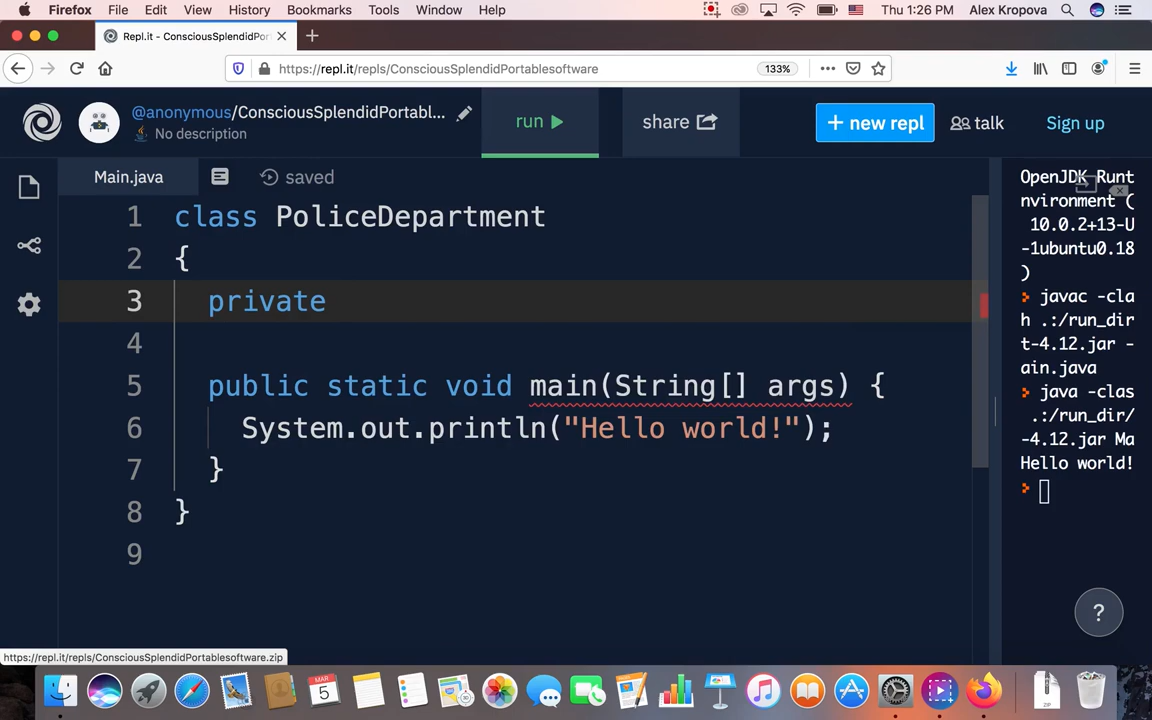 Firefox File Edit View History Bookmarks Tools Window Help Thu 1:26 PM Alex Kropova
Repl.it - ConsciousSplendidPor
https://repl.it/repls/ConsciousSplendidPortablesoftware 133%
@anonymous/ConsciousSplendidPortabl...
No description
run
share
+ new repl
talk
Sign up
Main.java
saved
1 class PoliceDepartment
2 {
3 private
4
5 public static void main(String[] args) {
6 System.out.println("Hello world!");
7 }
8 }
9
OpenJDK Runt
nvironment (
10.0.2+13-U
-1ubuntu0.18
)
javac -cla
h .:/run_dir
t-4.12.jar -
ain.java
java -clas
.:/run_dir/
-4.12.jar Ma
Hello world!
?
https://repl.it/repls/ConsciousSplendidPortablesoftware.zip
MAR
5
ZIP